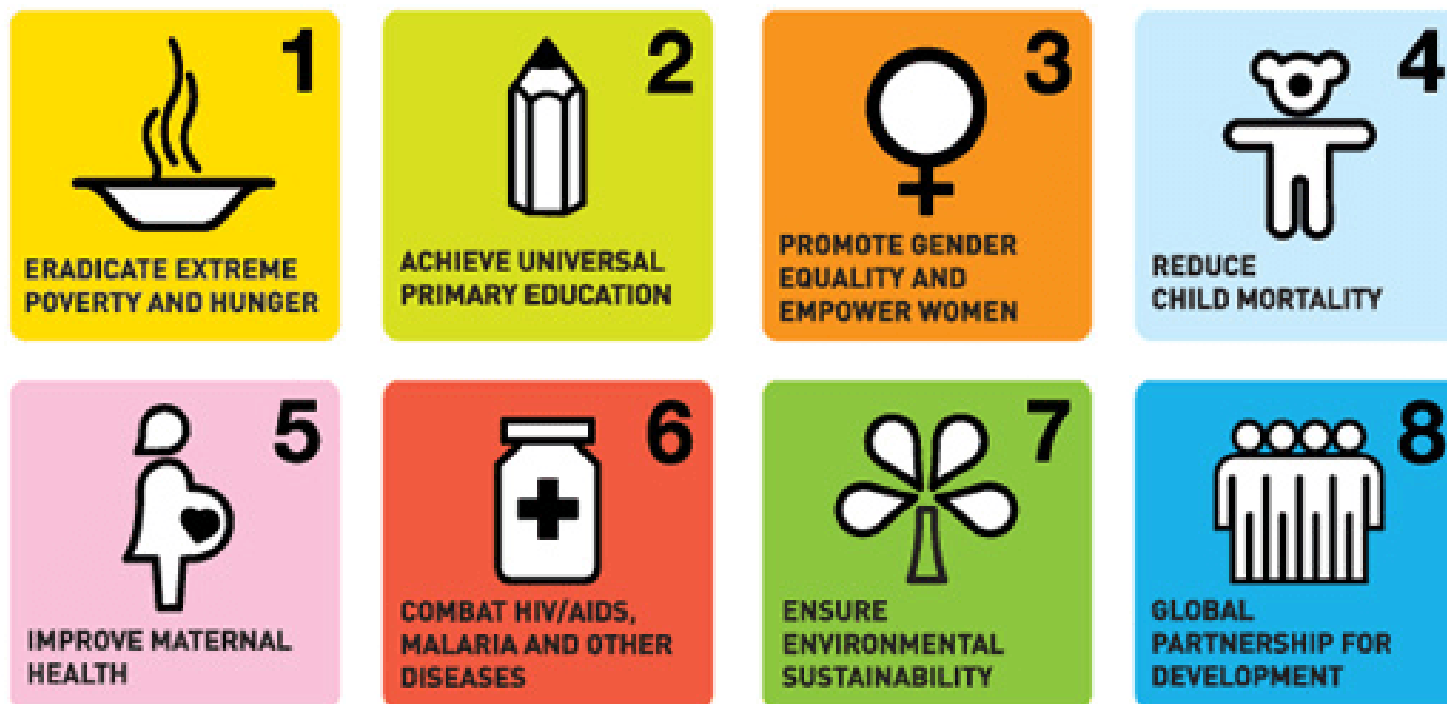 1
ERADICATE EXTREME
POVERTY AND HUNGER
2
ACHIEVE UNIVERSAL
PRIMARY EDUCATION
3
PROMOTE GENDER
EQUALITY AND
EMPOWER WOMEN
4
REDUCE
CHILD MORTALITY
5
IMPROVE MATERNAL
HEALTH
6
COMBAT HIV/AIDS,
MALARIA AND OTHER
DISEASES
7
ENSURE
ENVIRONMENTAL
SUSTAINABILITY
8
GLOBAL
PARTNERSHIP FOR
DEVELOPMENT